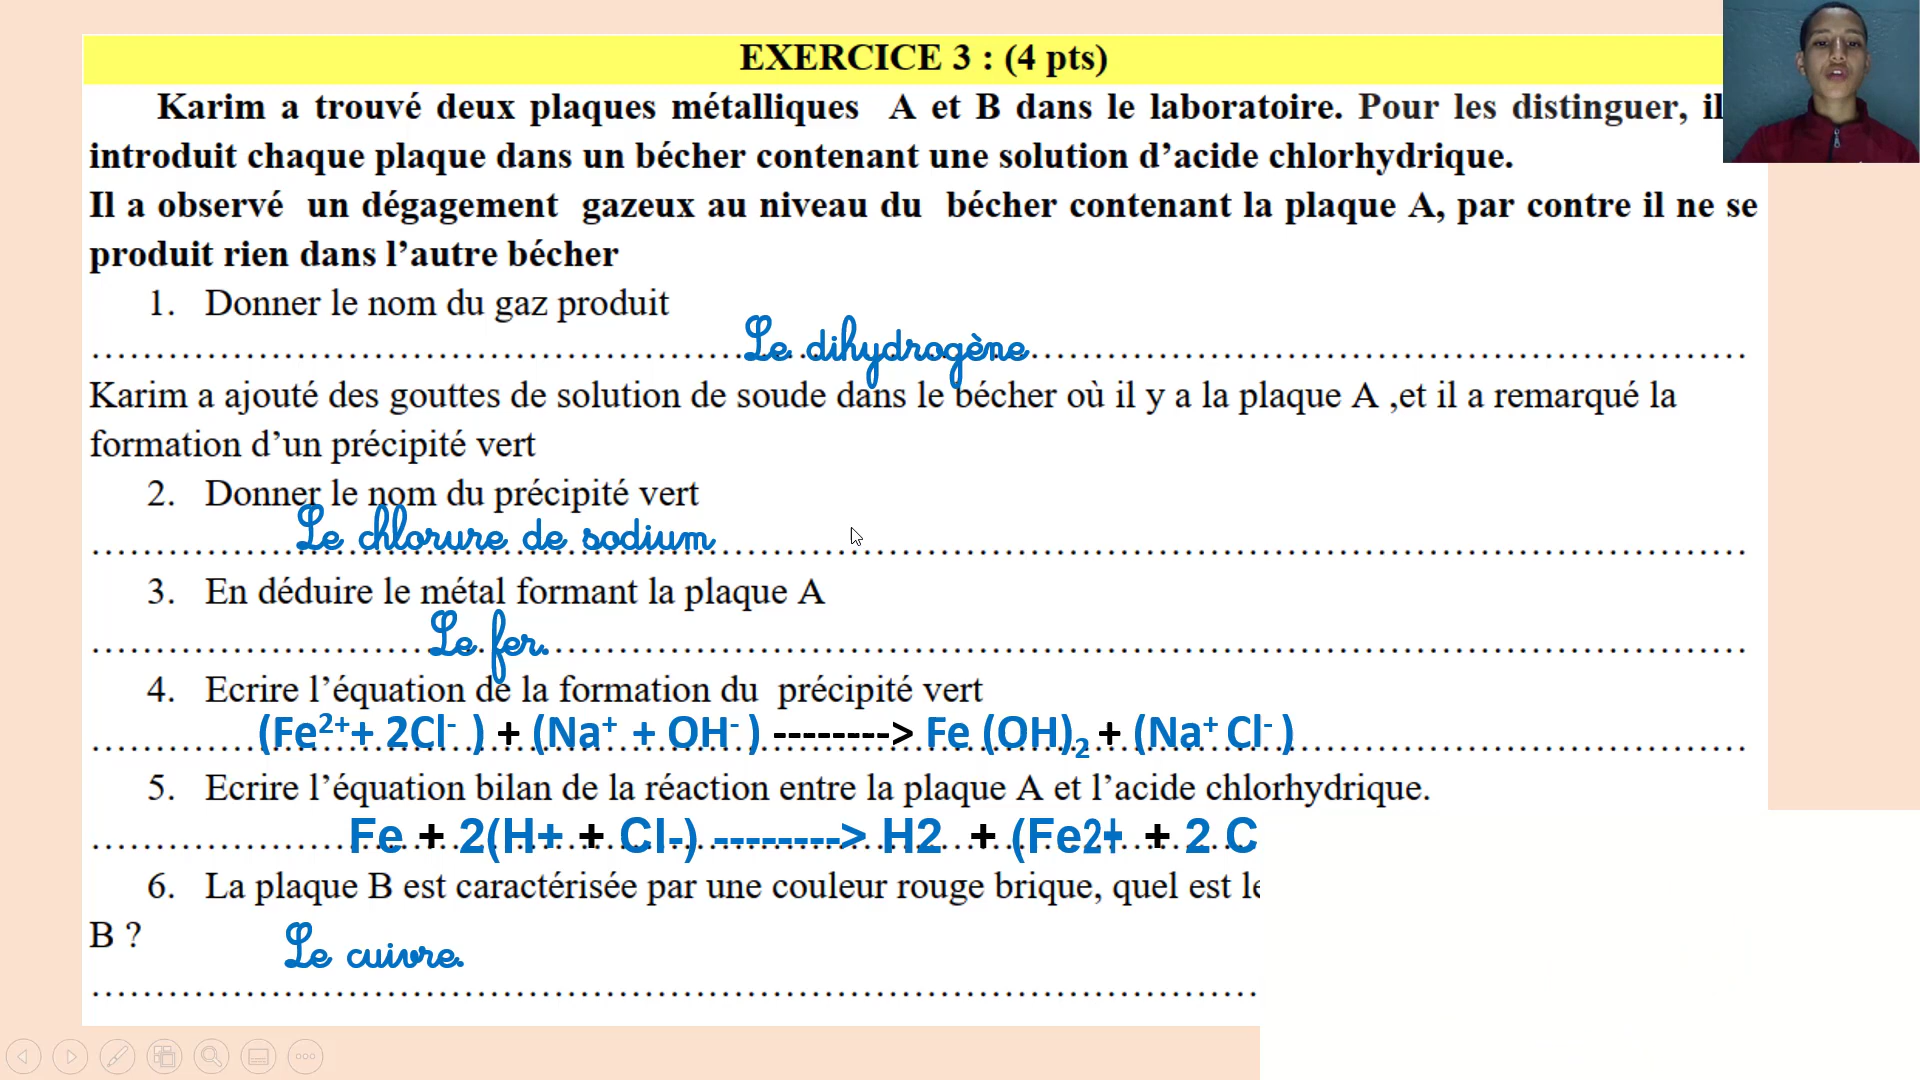 EXERCICE 3 : (4 pts)
Karim a trouvé deux plaques métalliques A et B dans le laboratoire. Pour les distinguer, il
introduit chaque plaque dans un bécher contenant une solution d’acide chlorhydrique.
Il a observé un dégagement gazeux au niveau du bécher contenant la plaque A, par contre il ne se
produit rien dans l’autre bécher
1. Donner le nom du gaz produit
Le dihydrogène
Karim a ajouté des gouttes de solution de soude dans le bécher où il y a la plaque A ,et il a remarqué la
formation d’un précipité vert
2. Donner le nom du précipité vert
Le chlorure de sodium
3. En déduire le métal formant la plaque A
Le fer.
4. Ecrire l’équation de la formation du précipité vert
(Fe²⁺+ 2Cl⁻ ) + (Na⁺ + OH⁻ ) --------> Fe (OH)₂ + (Na⁺ Cl⁻ )
5. Ecrire l’équation bilan de la réaction entre la plaque A et l’acide chlorhydrique.
Fe + 2(H+ + Cl-) --------> H2 + (Fe2+ + 2 C
6. La plaque B est caractérisée par une couleur rouge brique, quel est le
B ?
Le cuivre.